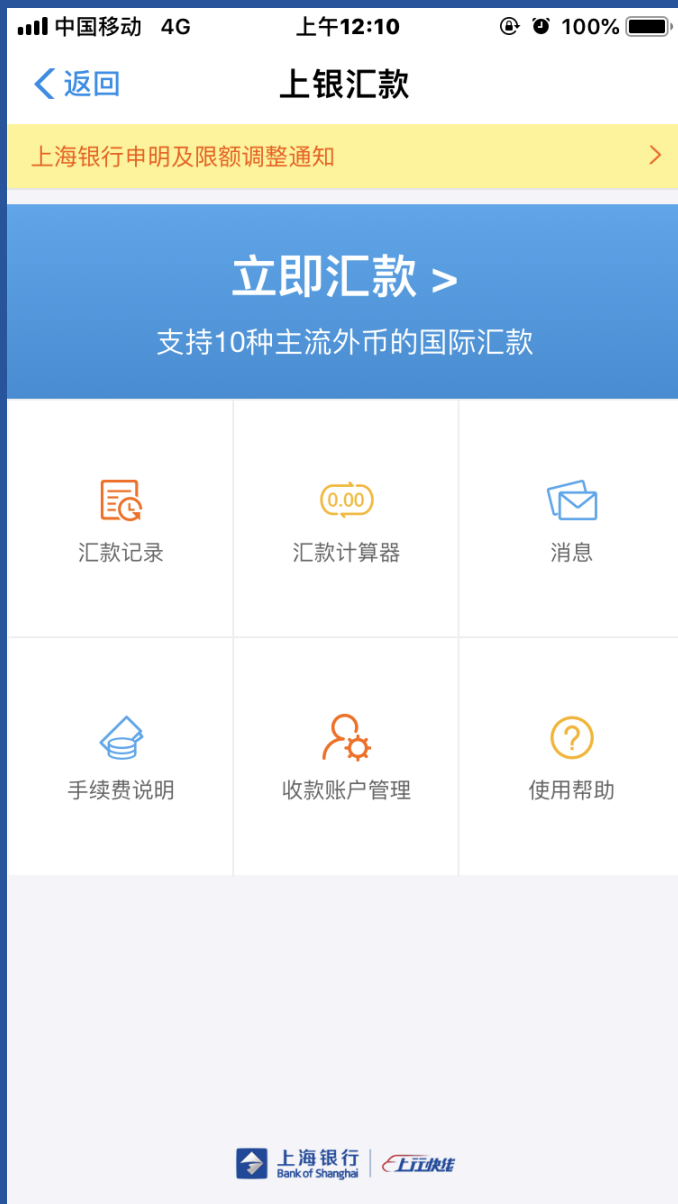 中国移动 4G 上午12:10 100%
返回 上银汇款
上海银行申明及限额调整通知
立即汇款 >
支持10种主流外币的国际汇款
0.00
汇款记录 汇款计算器 消息
手续费说明 收款账户管理 使用帮助
上海银行 上行快线
Bank of Shanghai